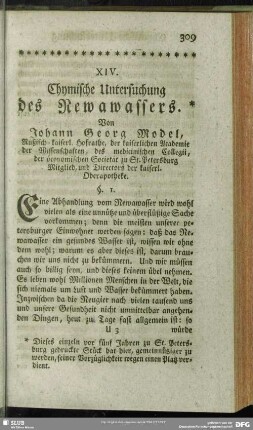 309
XIV.
Chymische Untersuchung
des Newawassers. *
Von
Johann Georg Model,
Rußisch-kaiserl. Hofrathe, der kaiserlichen Akademie
der Wissenschaften, des medicinischen Collegii,
der oeconomischen Societät zu St. Petersburg
Mitglied, und Directors der kaiserl.
Oberapotheke.
§. 1.
Eine Abhandlung vom Newawasser wird wohl
vielen als eine unnütze und überflüßige Sache
vorkommen; denn die meisten unserer pe-
tersburger Einwohner werden sagen: daß das Ne-
wawasser ein gesundes Wasser ist, wissen wir ohne
dem wohl; warum es aber dieses ist, darum brau-
chen wir uns nicht zu bekümmern. Und wir müssen
auch so billig seyn, und dieses keinem übel nehmen.
Es leben wohl Millionen Menschen in der Welt, die
sich niemals um Luft und Wasser bekümmert haben.
Inzwischen da die Neugier nach vielen tausend uns
und unsere Gesundheit nicht unmittelbar angehen-
den Dingen, heut zu Tage fast allgemein ist: so
U 3 würde
* Dieses einzeln vor fünf Jahren zu St. Peters-
burg gedruckte Stück das hier, gemeinnütziger zu
werden, seiner Vorzüglichkeit wegen einen Platz ver-
dient.
SLUB
DFG